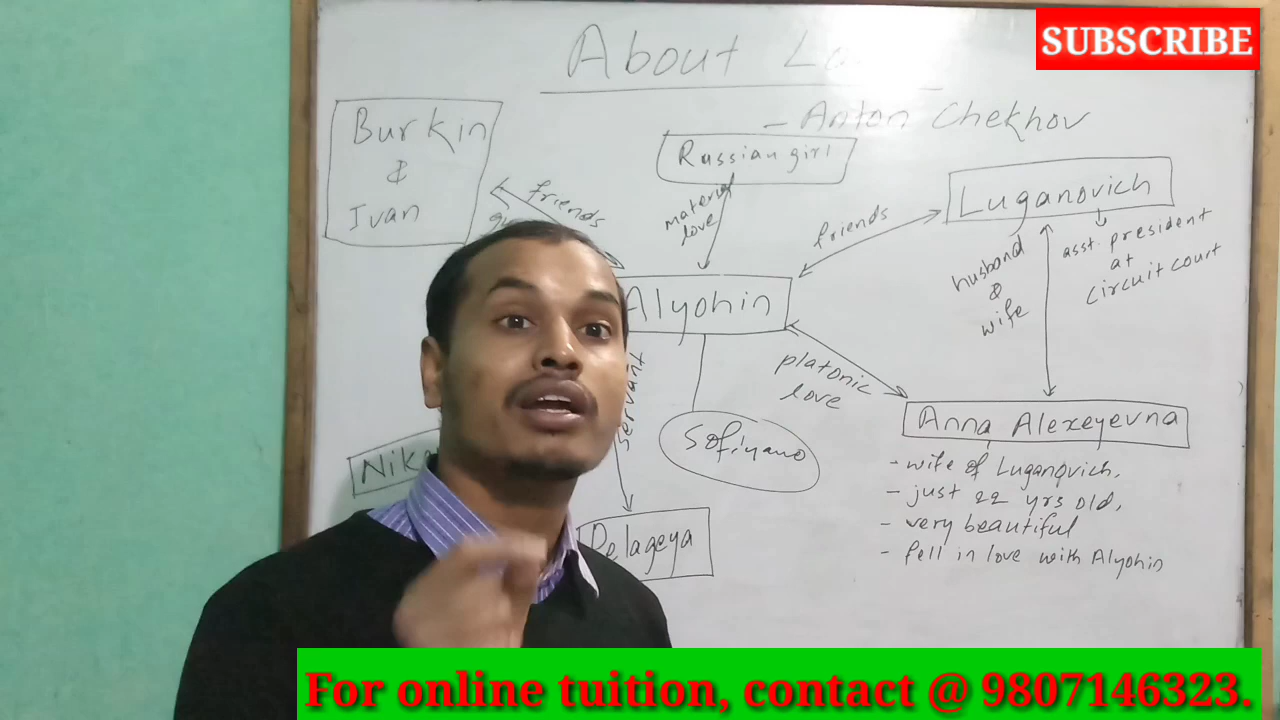 SUBSCRIBE
About
- Anton Chekhov
Burkin
&
Ivan
friends
Russian girl
material
love
friends
Luganovich
asst. president
at
circuit court
husband
&
wife
Alyohin
servant
platonic
love
Sofiyano
Pelageya
Anna Alexeyevna
- wife of Luganovich,
- just 22 yrs old,
- very beautiful
- fell in love with Alyohin
For online tuition, contact @ 9807146323.